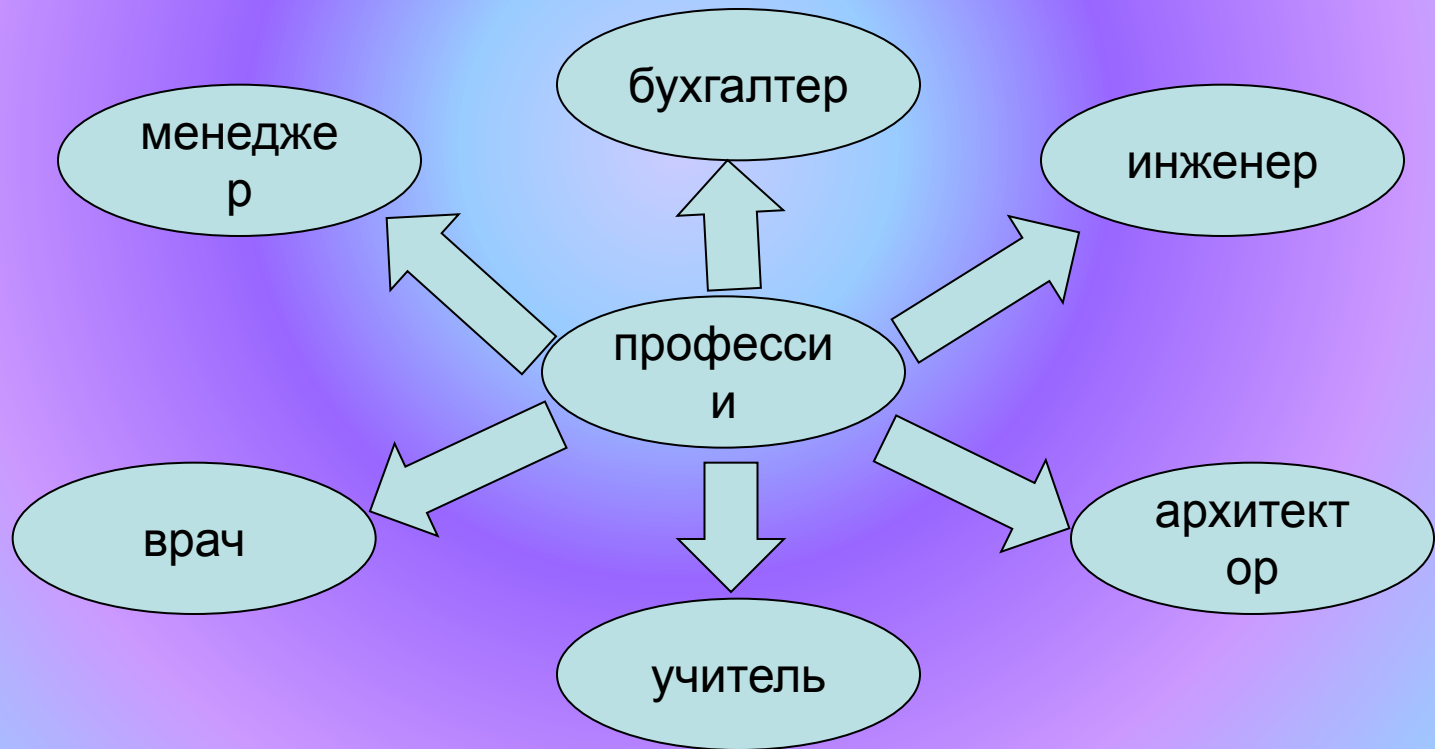 бухгалтер
менедже
р
инженер
професси
и
врач
архитект
ор
учитель